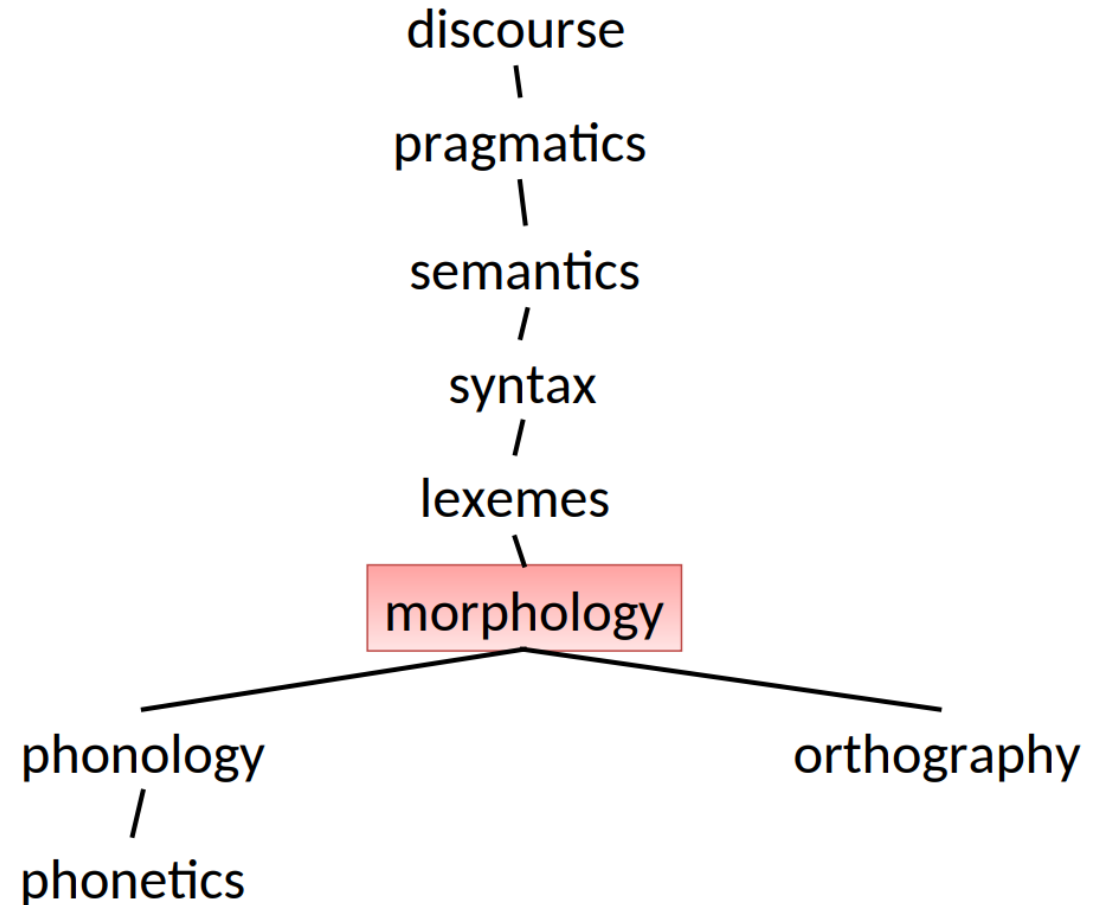 discourse
pragmatics
semantics
syntax
lexemes
morphology
phonology
orthography
phonetics